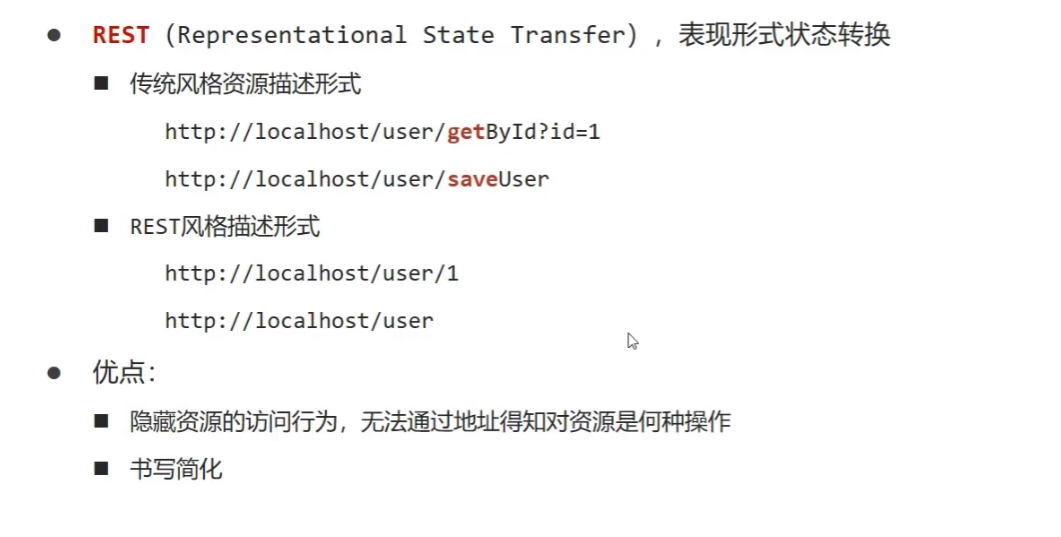 REST（Representational State Transfer），表现形式状态转换
传统风格资源描述形式
http://localhost/user/getById?id=1
http://localhost/user/saveUser
REST风格描述形式
http://localhost/user/1
http://localhost/user
优点：
隐藏资源的访问行为，无法通过地址得知对资源是何种操作
书写简化